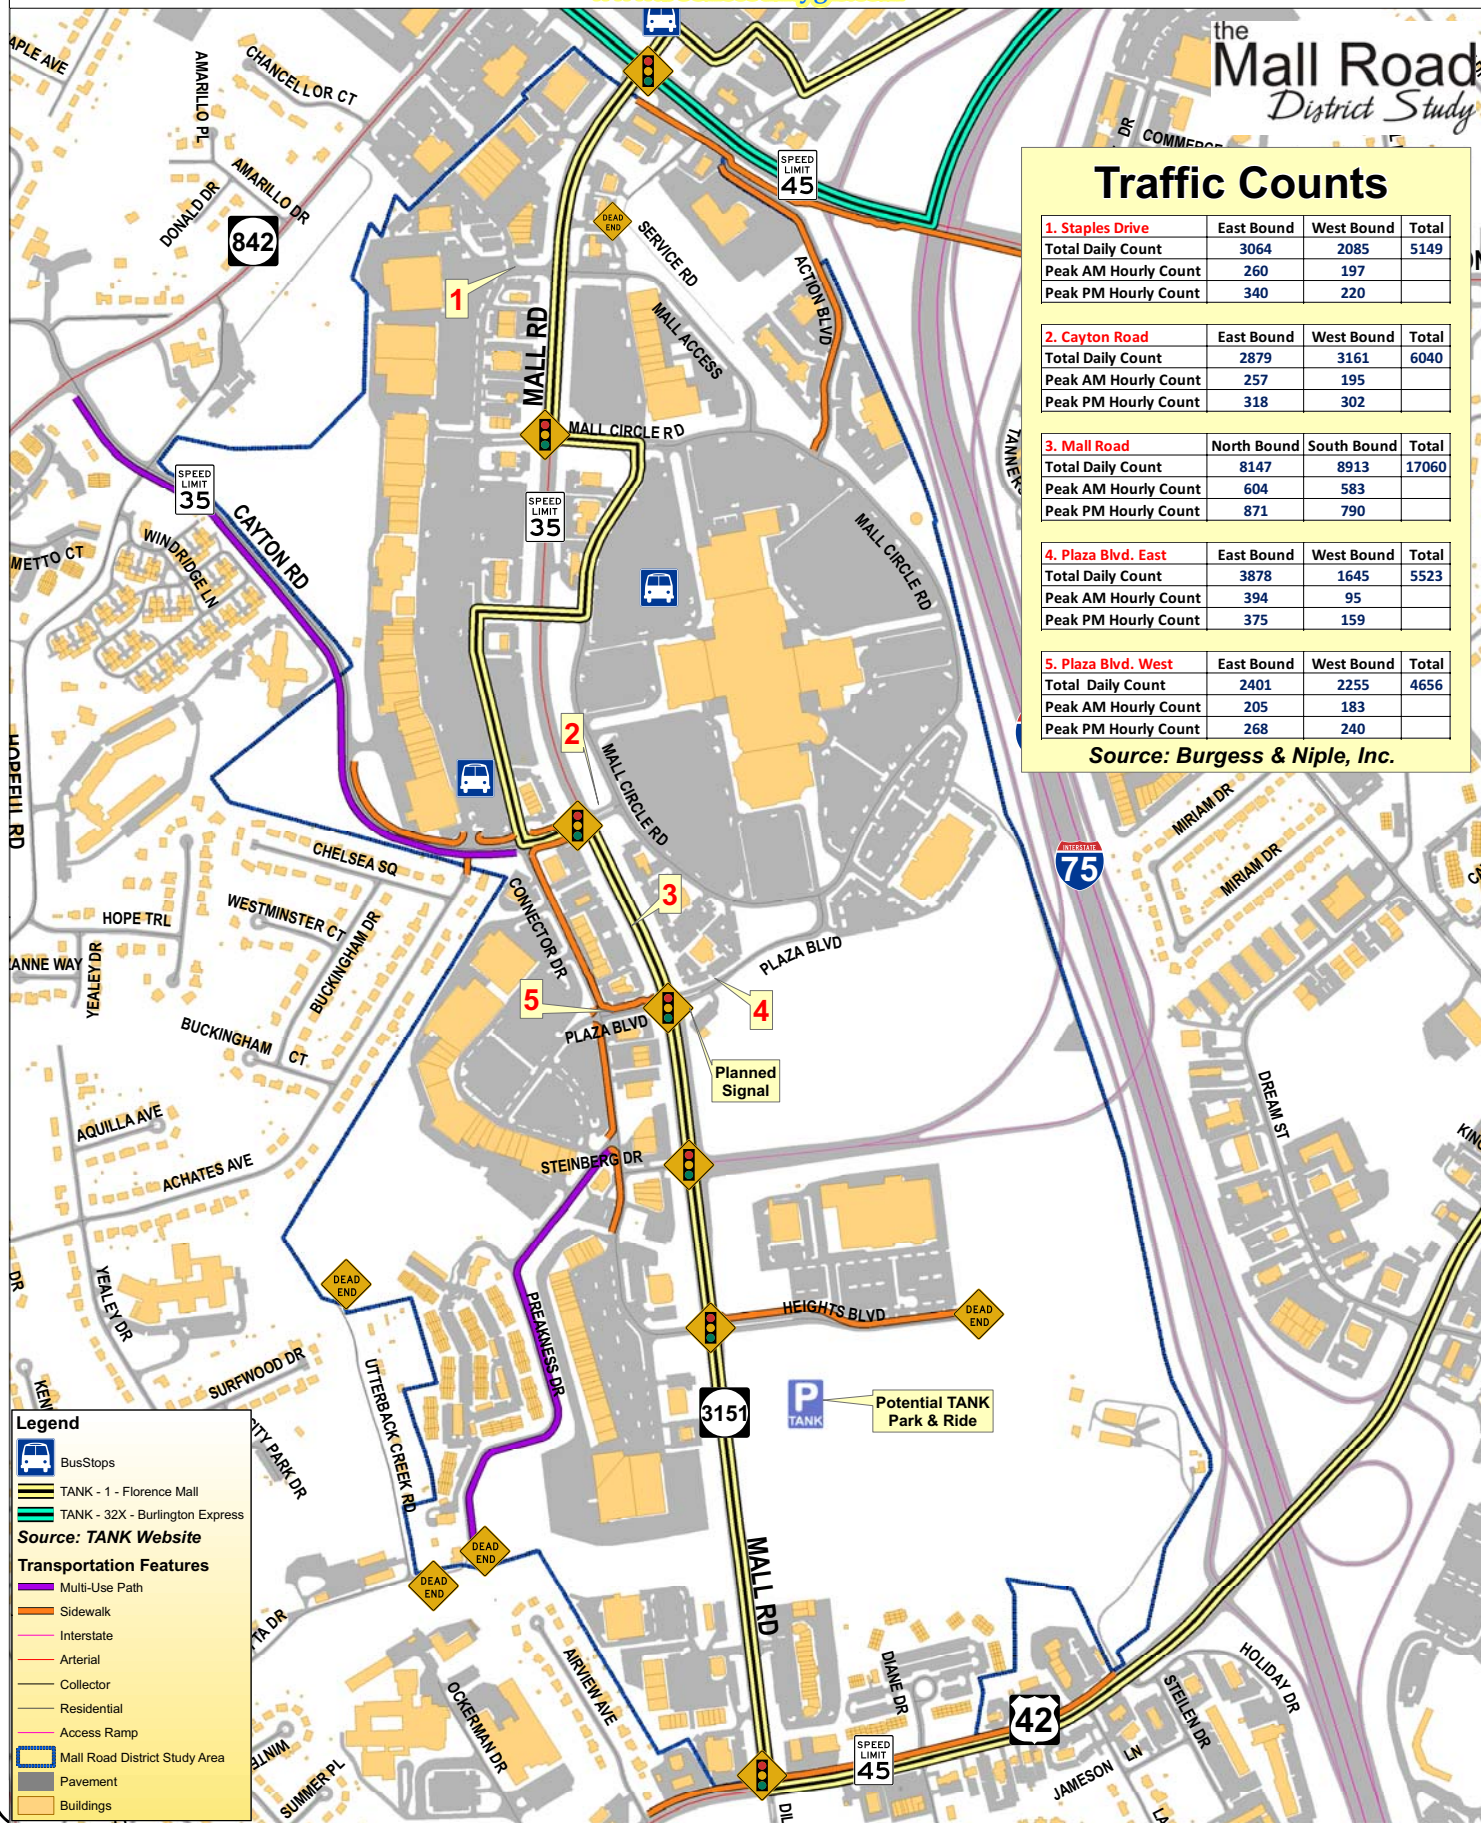 the
Mall Road
District Study
Traffic Counts
1. Staples Drive East Bound West Bound Total
Total Daily Count 3064 2085 5149
Peak AM Hourly Count 260 197
Peak PM Hourly Count 340 220
2. Cayton Road East Bound West Bound Total
Total Daily Count 2879 3161 6040
Peak AM Hourly Count 257 195
Peak PM Hourly Count 318 302
3. Mall Road North Bound South Bound Total
Total Daily Count 8147 8913 17060
Peak AM Hourly Count 604 583
Peak PM Hourly Count 871 790
4. Plaza Blvd. East East Bound West Bound Total
Total Daily Count 3878 1645 5523
Peak AM Hourly Count 394 95
Peak PM Hourly Count 375 159
5. Plaza Blvd. West East Bound West Bound Total
Total Daily Count 2401 2255 4656
Peak AM Hourly Count 205 183
Peak PM Hourly Count 268 240
Source: Burgess & Niple, Inc.
APLE AVE
AMARILLO PL
CHANCELLOR CT
AMARILLO DR
DONALD DR
842
DR
COMMERCE
SPEED
LIMIT
45
DEAD
END
SERVICE RD
ACTION BLVD
MALL ACCESS
1
MALL RD
MALL CIRCLE RD
TANNERS
SPEED
LIMIT
35
CAYTON RD
SPEED
LIMIT
35
MALL CIRCLE RD
METTO CT
WINDRIDGE LN
HOPEFUL RD
2
MALL CIRCLE RD
MIRIAM DR
MIRIAM DR
INTERSTATE
75
CHELSEA SQ
HOPE TRL
WESTMINSTER CT
BUCKINGHAM DR
CONNECTOR DR
3
ANNE WAY
YEALEY DR
PLAZA BLVD
5
4
BUCKINGHAM CT
PLAZA BLVD
Planned
Signal
DREAM ST
AQUILLA AVE
ACHATES AVE
STEINBERG DR
DR
YEALEY DR
DEAD
END
PREAKNESS DR
HEIGHTS BLVD
DEAD
END
SURFWOOD DR
UTTERBACK CREEK RD
3151
P
TANK
Potential TANK
Park & Ride
CITY PARK DR
DEAD
END
DEAD
END
MALL RD
AIRVIEW AVE
OCKERMAN DR
SUMMER PL
DIANE DR
HOLIDAY DR
STEILEN DR
42
JAMESON LN
SPEED
LIMIT
45
Legend
BusStops
TANK - 1 - Florence Mall
TANK - 32X - Burlington Express
Source: TANK Website
Transportation Features
Multi-Use Path
Sidewalk
Interstate
Arterial
Collector
Residential
Access Ramp
Mall Road District Study Area
Pavement
Buildings